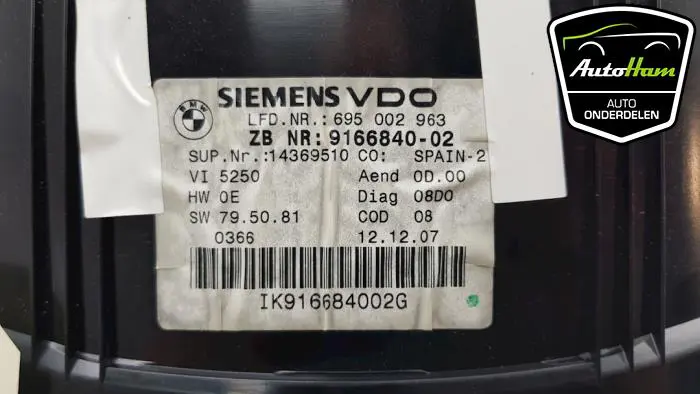 BMW
SIEMENS VDO
LFD.NR.: 695 002 963
ZB NR: 9166840-02
SUP.Nr.:14369510 CO: SPAIN-2
VI 5250 Aend 0D.00
HW 0E Diag 08D0
SW 79.50.81 COD 08
0366 12.12.07
IK916684002G
AutoHam
AUTO
ONDERDELEN